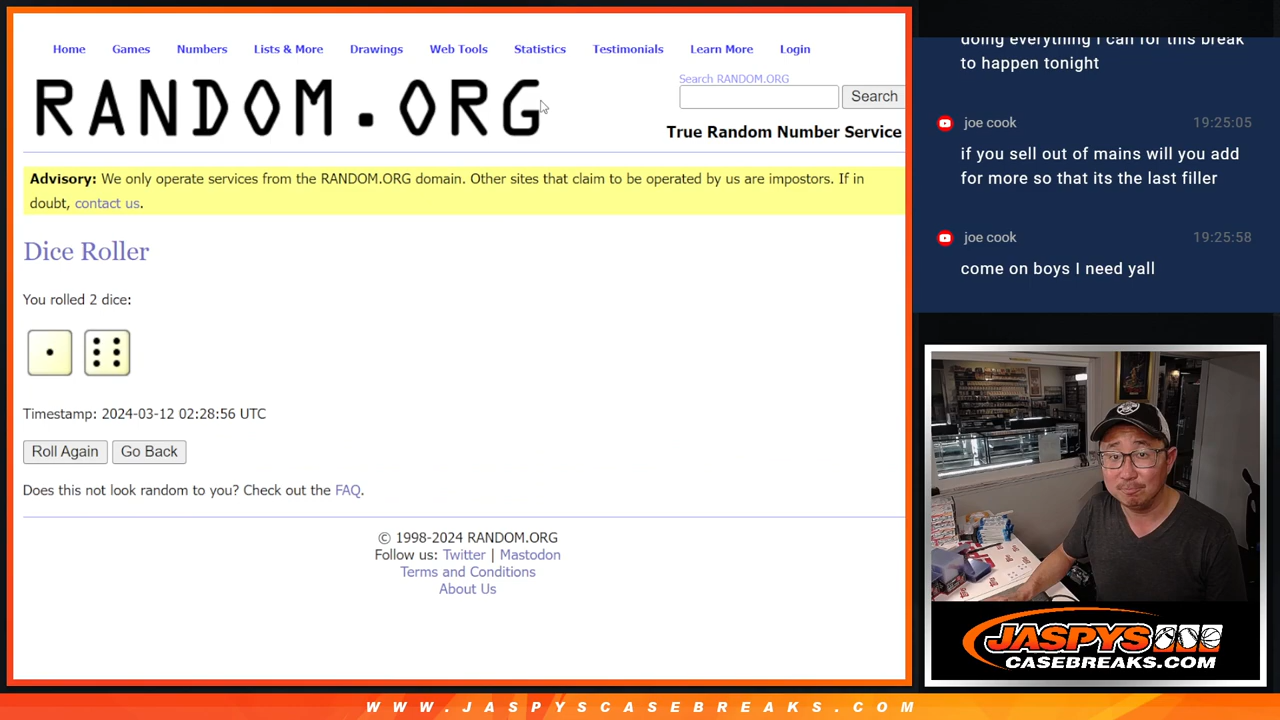 Home Games Numbers Lists & More Drawings Web Tools Statistics Testimonials Learn More Login
RANDOM.ORG
Search RANDOM.ORG
Search
True Random Number Service
Advisory: We only operate services from the RANDOM.ORG domain. Other sites that claim to be operated by us are impostors. If in
doubt, contact us.
Dice Roller
You rolled 2 dice:
Timestamp: 2024-03-12 02:28:56 UTC
Roll Again Go Back
Does this not look random to you? Check out the FAQ.
© 1998-2024 RANDOM.ORG
Follow us: Twitter | Mastodon
Terms and Conditions
About Us
doing everything I can for this break
to happen tonight
joe cook 19:25:05
if you sell out of mains will you add
for more so that its the last filler
joe cook 19:25:58
come on boys I need yall
JASPYS
CASEBREAKS.COM
WWW.JASPYSCASEBREAKS.COM